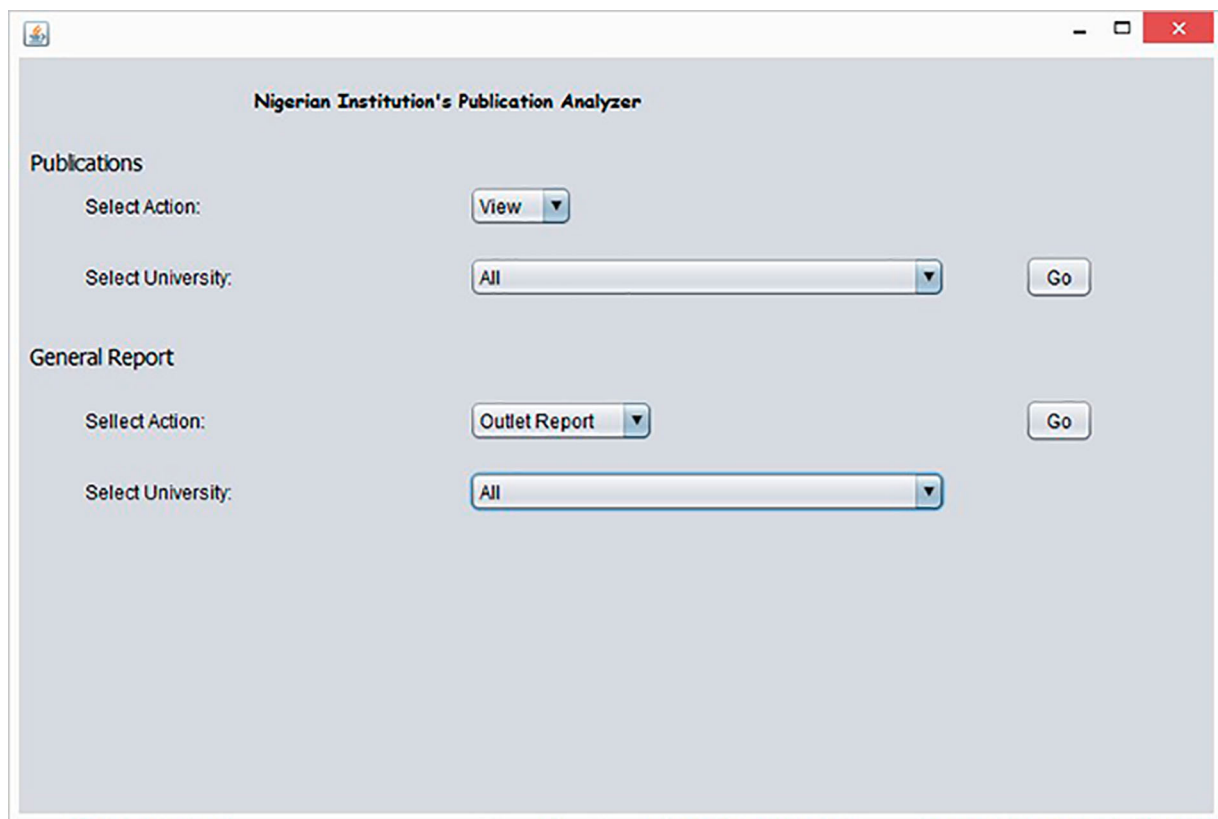 Nigerian Institution's Publication Analyzer
Publications
Select Action: View
Select University: All Go
General Report
Sellect Action: Outlet Report Go
Select University: All